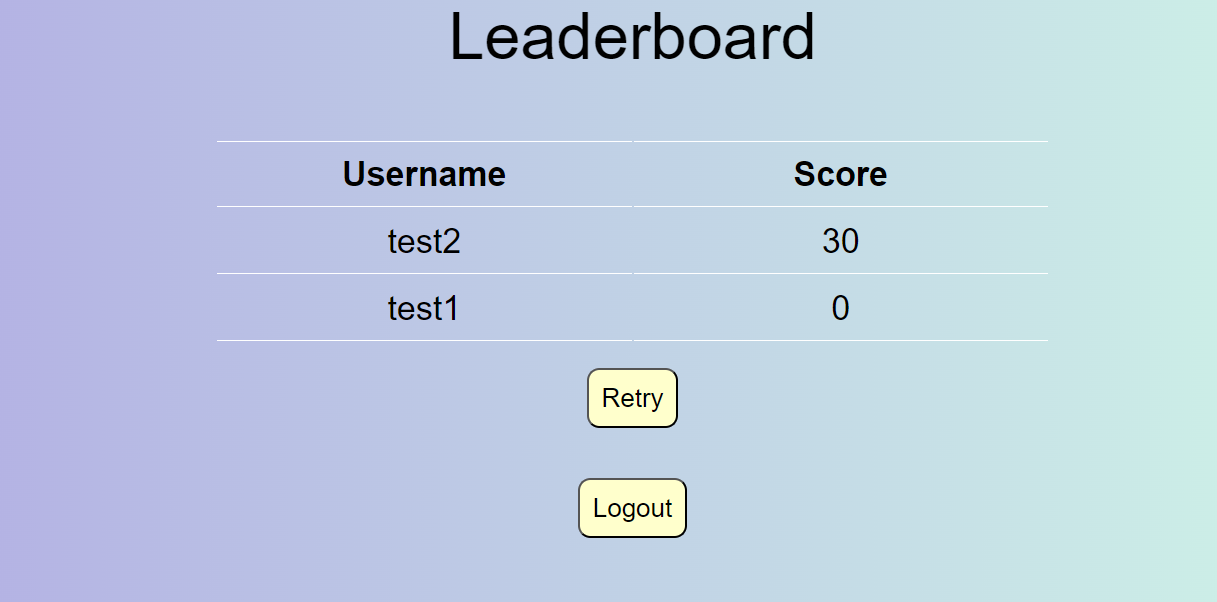 Leaderboard
Username Score
test2 30
test1 0
Retry
Logout